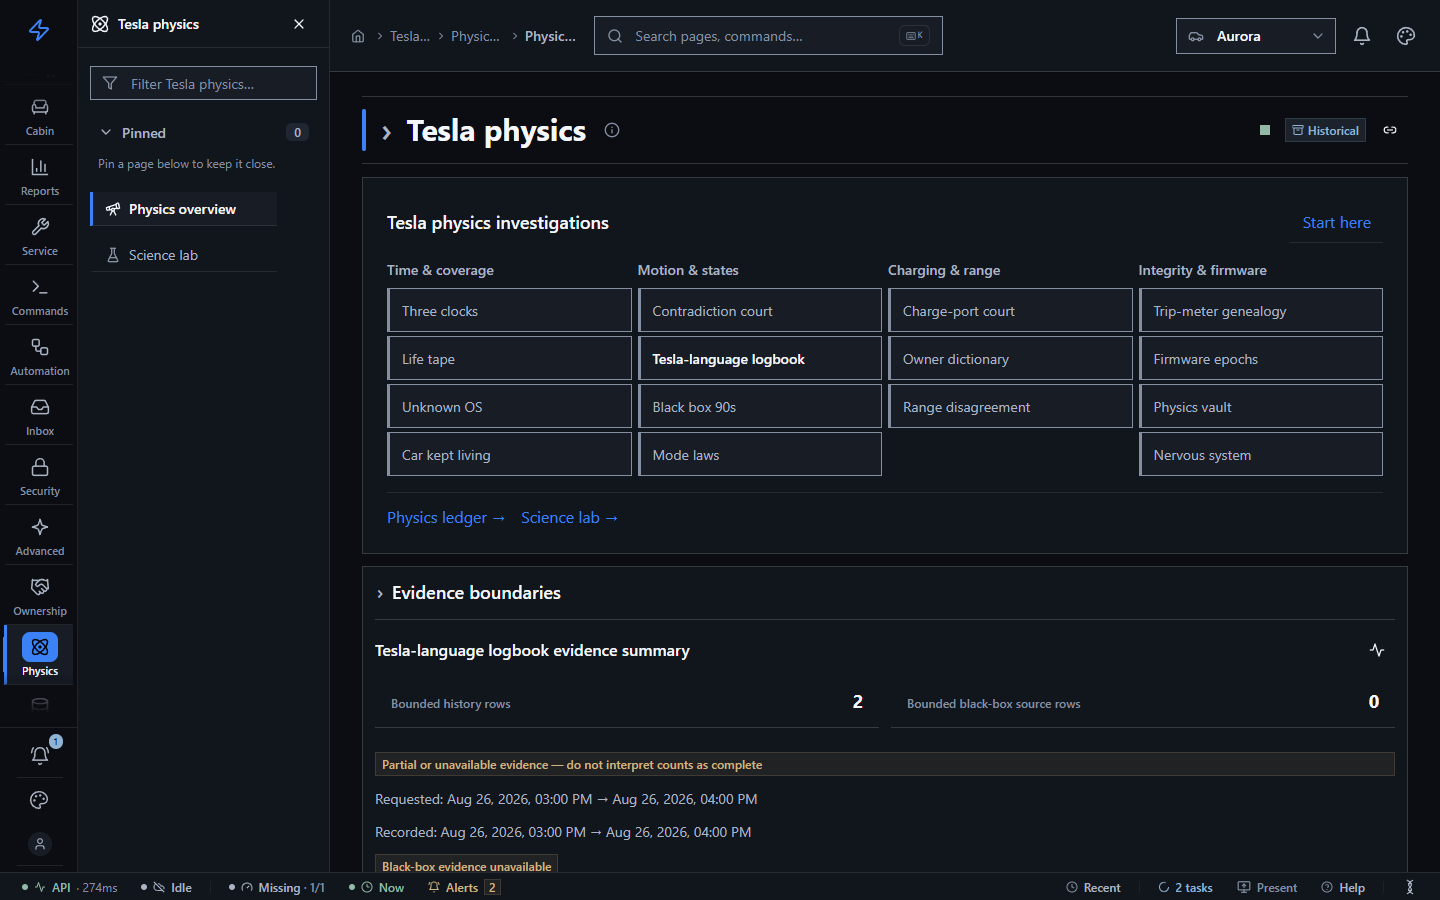 Tesla physics
Tesla...
Physic...
Physic...
Search pages, commands...
K
Aurora
Cabin
Reports
Service
Commands
Automation
Inbox
Security
Advanced
Ownership
Physics
1
Filter Tesla physics...
Pinned
0
Pin a page below to keep it close.
Physics overview
Science lab
Tesla physics
Historical
Tesla physics investigations
Start here
Time & coverage
Three clocks
Life tape
Unknown OS
Car kept living
Motion & states
Contradiction court
Tesla-language logbook
Black box 90s
Mode laws
Charging & range
Charge-port court
Owner dictionary
Range disagreement
Integrity & firmware
Trip-meter genealogy
Firmware epochs
Physics vault
Nervous system
Physics ledger → Science lab →
Evidence boundaries
Tesla-language logbook evidence summary
Bounded history rows 2
Bounded black-box source rows 0
Partial or unavailable evidence — do not interpret counts as complete
Requested: Aug 26, 2026, 03:00 PM → Aug 26, 2026, 04:00 PM
Recorded: Aug 26, 2026, 03:00 PM → Aug 26, 2026, 04:00 PM
Black-box evidence unavailable
API · 274ms Idle Missing · 1/1 Now Alerts 2 Recent 2 tasks Present Help